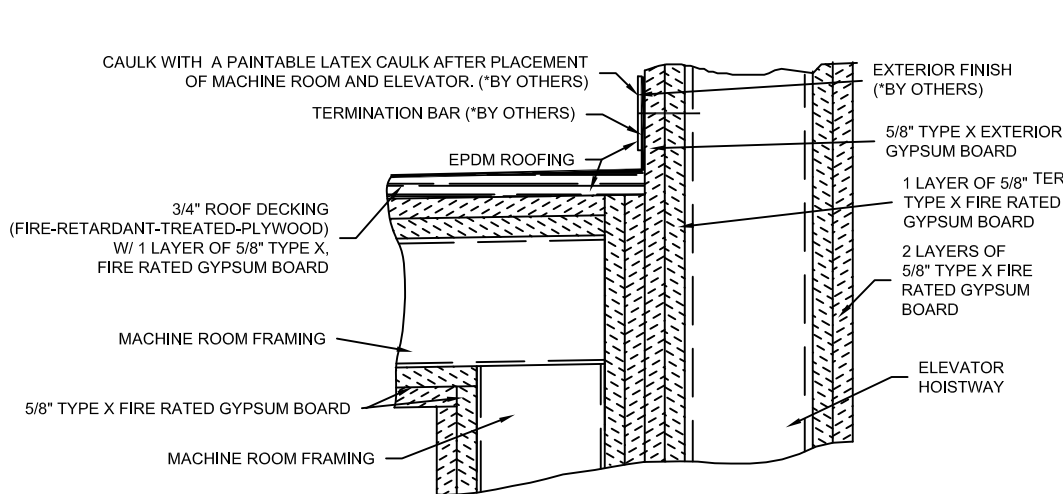 CAULK WITH A PAINTABLE LATEX CAULK AFTER PLACEMENT
OF MACHINE ROOM AND ELEVATOR. (*BY OTHERS)
TERMINATION BAR (*BY OTHERS)
EPDM ROOFING
3/4" ROOF DECKING
(FIRE-RETARDANT-TREATED-PLYWOOD)
W/ 1 LAYER OF 5/8" TYPE X,
FIRE RATED GYPSUM BOARD
MACHINE ROOM FRAMING
5/8" TYPE X FIRE RATED GYPSUM BOARD
MACHINE ROOM FRAMING
EXTERIOR FINISH
(*BY OTHERS)
5/8" TYPE X EXTERIOR
GYPSUM BOARD
1 LAYER OF 5/8" TER
TYPE X FIRE RATED
GYPSUM BOARD
2 LAYERS OF
5/8" TYPE X FIRE
RATED GYPSUM
BOARD
ELEVATOR
HOISTWAY